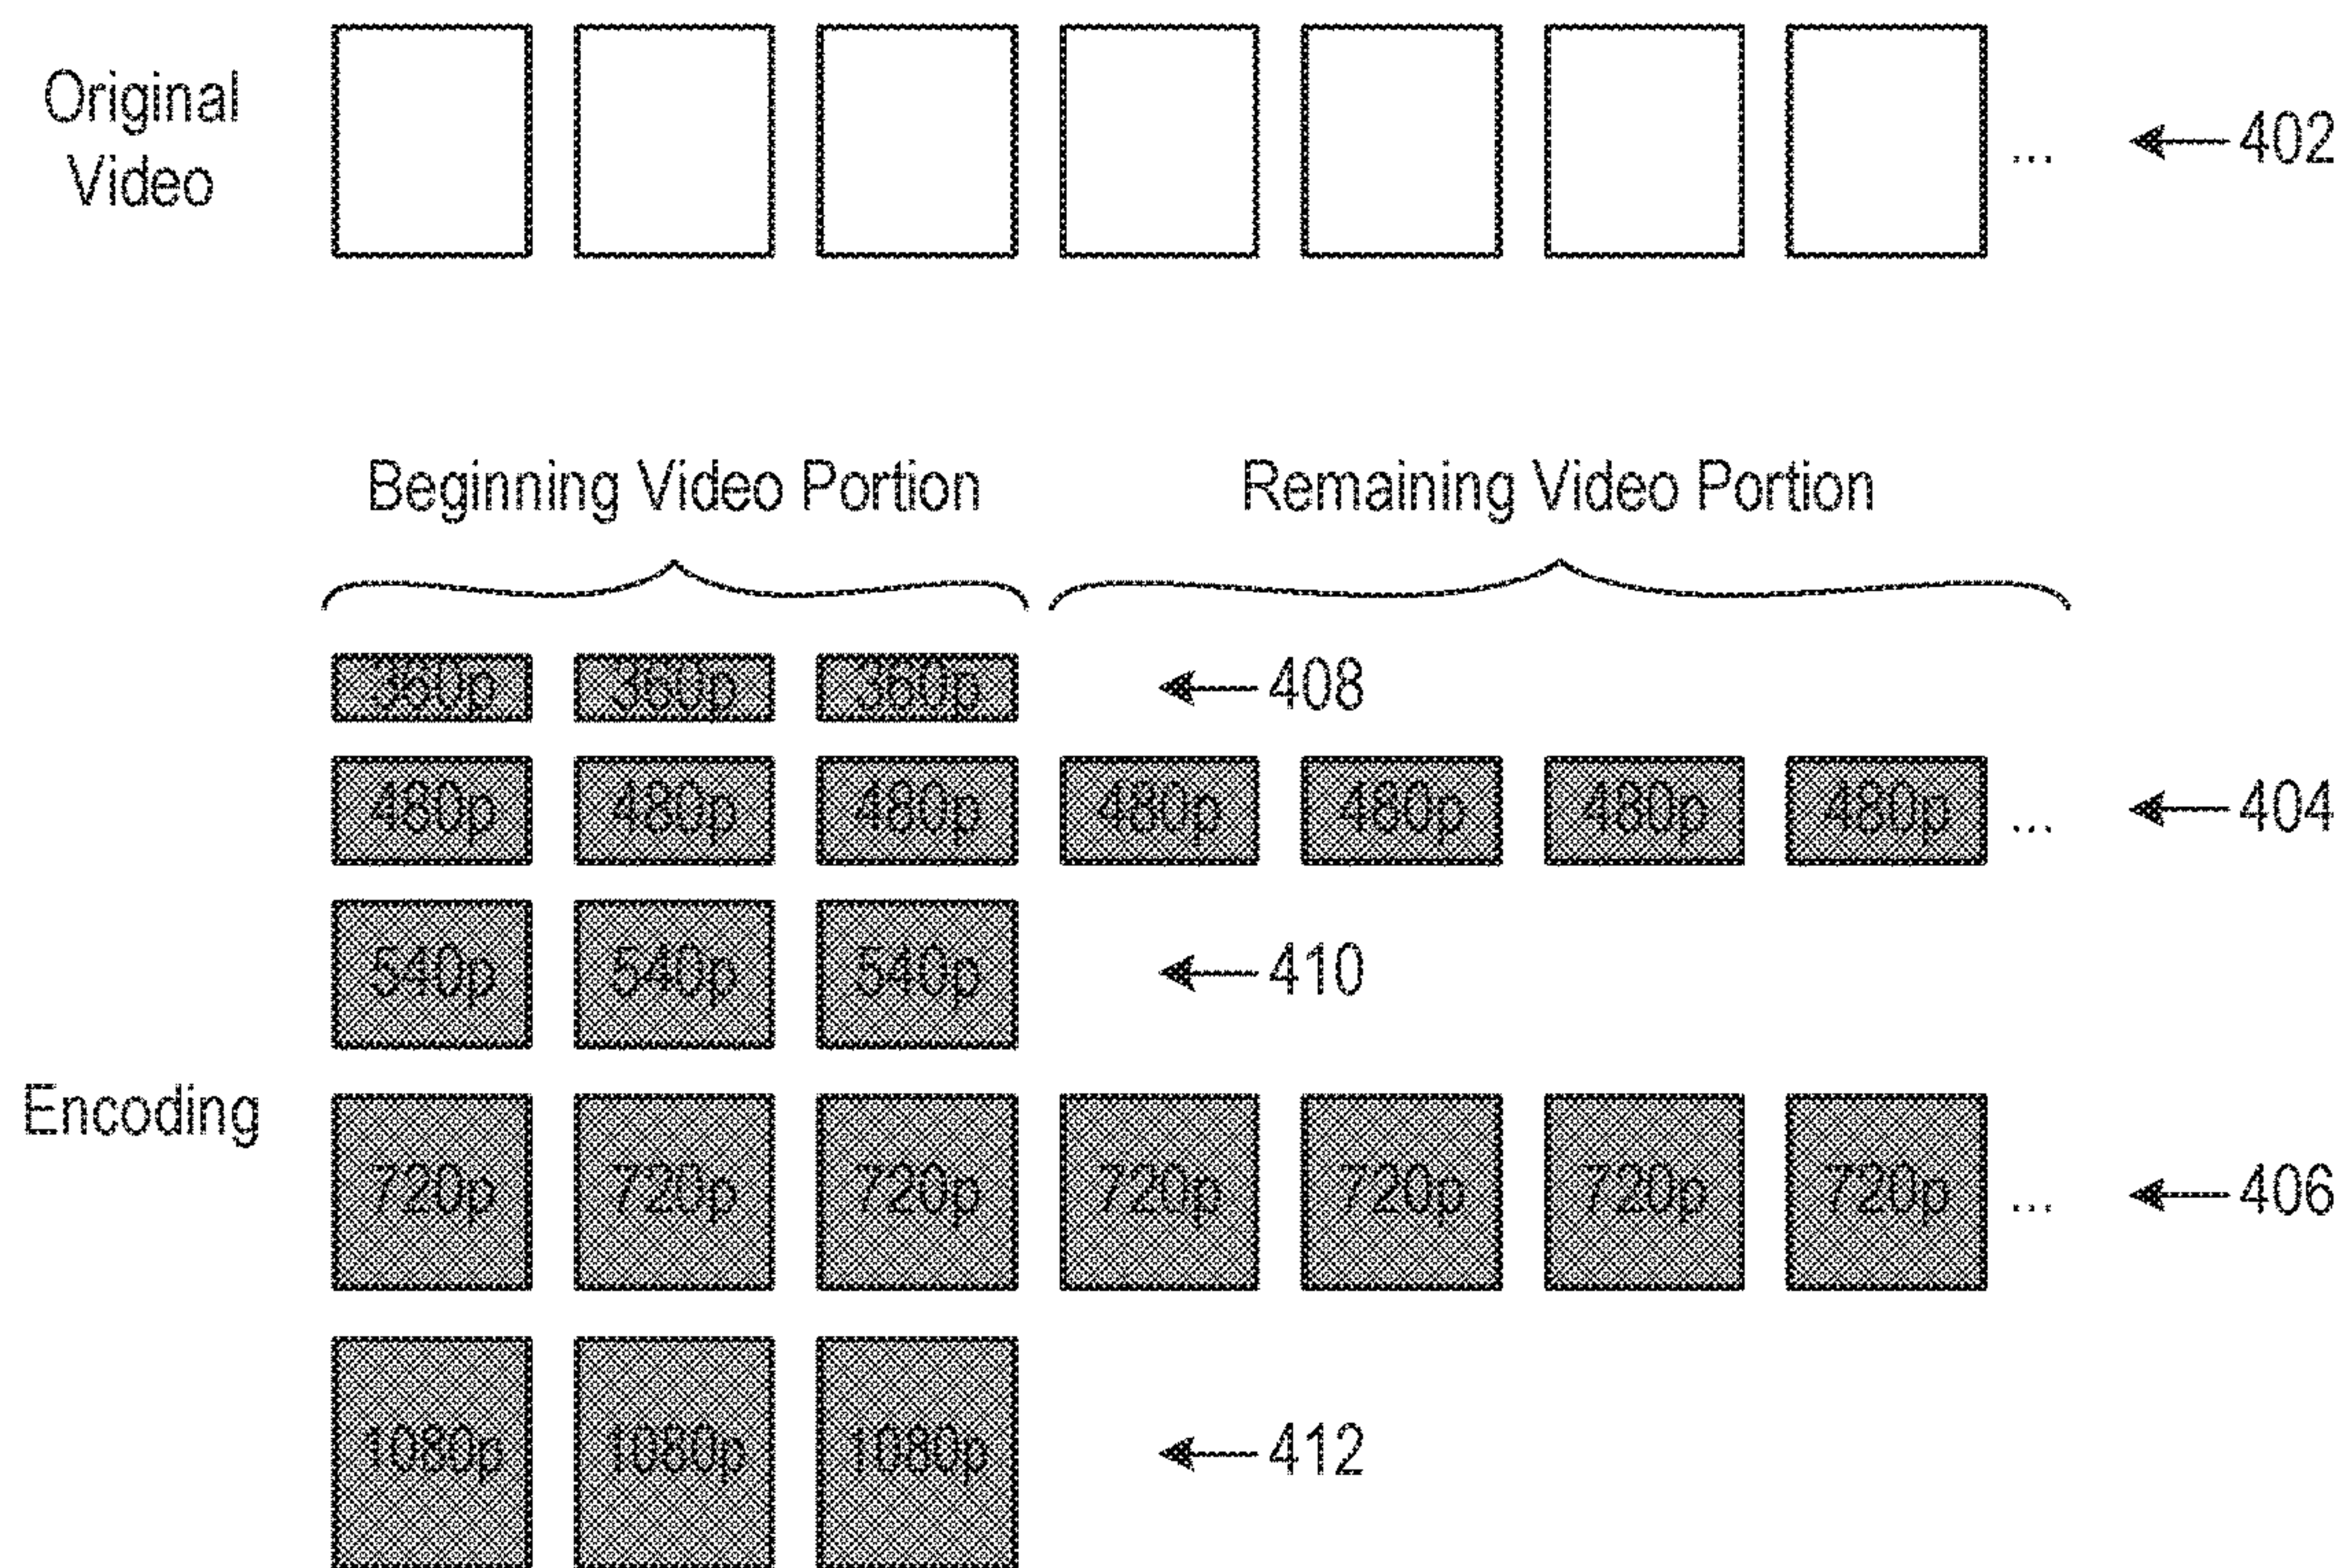 Original
Video
... 402
Beginning Video Portion Remaining Video Portion
360p 360p 360p 408
480p 480p 480p 480p 480p 480p 480p ... 404
540p 540p 540p 410
Encoding
720p 720p 720p 720p 720p 720p 720p ... 406
1080p 1080p 1080p 412